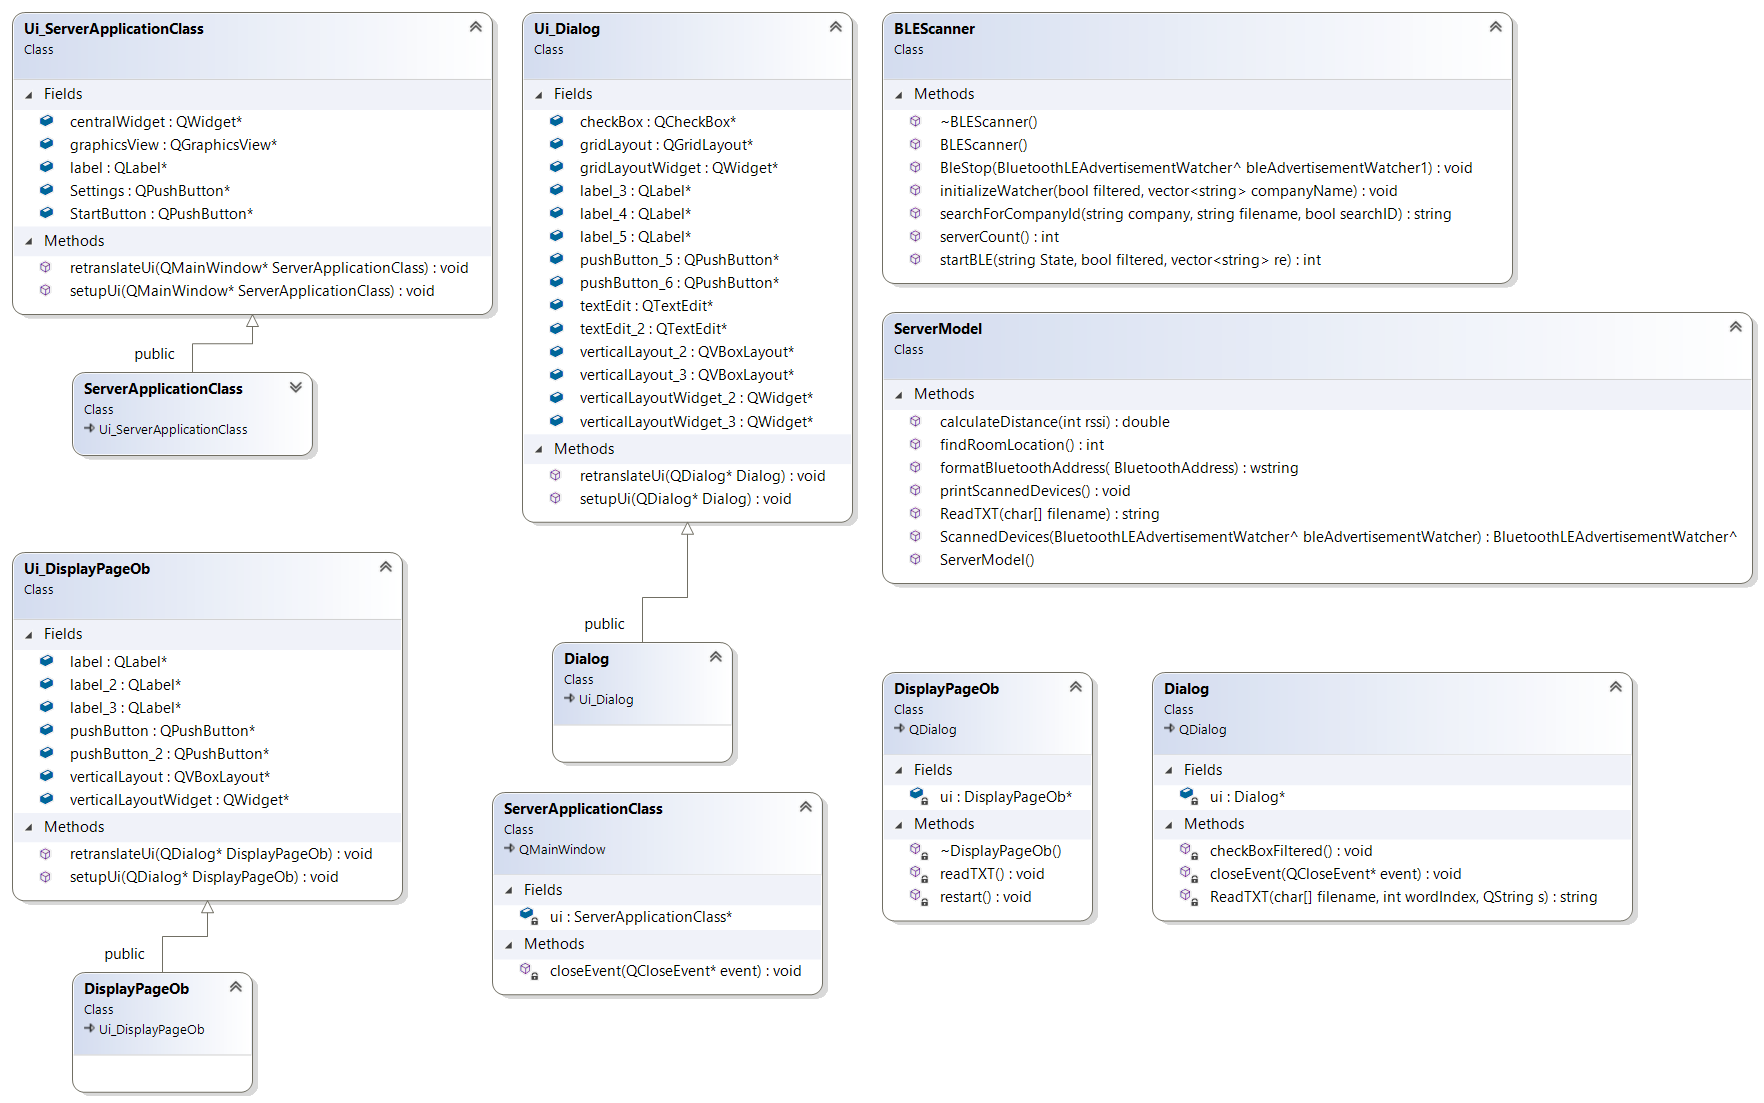 Ui_ServerApplicationClass
Class
Fields
centralWidget : QWidget*
graphicsView : QGraphicsView*
label : QLabel*
Settings : QPushButton*
StartButton : QPushButton*
Methods
retranslateUi(QMainWindow* ServerApplicationClass) : void
setupUi(QMainWindow* ServerApplicationClass) : void
public
ServerApplicationClass
Class
Ui_ServerApplicationClass
Ui_DisplayPageOb
Class
Fields
label : QLabel*
label_2 : QLabel*
label_3 : QLabel*
pushButton : QPushButton*
pushButton_2 : QPushButton*
verticalLayout : QVBoxLayout*
verticalLayoutWidget : QWidget*
Methods
retranslateUi(QDialog* DisplayPageOb) : void
setupUi(QDialog* DisplayPageOb) : void
public
DisplayPageOb
Class
Ui_DisplayPageOb
Ui_Dialog
Class
Fields
checkBox : QCheckBox*
gridLayout : QGridLayout*
gridLayoutWidget : QWidget*
label_3 : QLabel*
label_4 : QLabel*
label_5 : QLabel*
pushButton_5 : QPushButton*
pushButton_6 : QPushButton*
textEdit : QTextEdit*
textEdit_2 : QTextEdit*
verticalLayout_2 : QVBoxLayout*
verticalLayout_3 : QVBoxLayout*
verticalLayoutWidget_2 : QWidget*
verticalLayoutWidget_3 : QWidget*
Methods
retranslateUi(QDialog* Dialog) : void
setupUi(QDialog* Dialog) : void
public
Dialog
Class
Ui_Dialog
ServerApplicationClass
Class
QMainWindow
Fields
ui : ServerApplicationClass*
Methods
closeEvent(QCloseEvent* event) : void
BLEScanner
Class
Methods
~BLEScanner()
BLEScanner()
BleStop(BluetoothLEAdvertisementWatcher^ bleAdvertisementWatcher1) : void
initializeWatcher(bool filtered, vector<string> companyName) : void
searchForCompanyId(string company, string filename, bool searchID) : string
serverCount() : int
startBLE(string State, bool filtered, vector<string> re) : int
ServerModel
Class
Methods
calculateDistance(int rssi) : double
findRoomLocation() : int
formatBluetoothAddress( BluetoothAddress) : wstring
printScannedDevices() : void
ReadTXT(char[] filename) : string
ScannedDevices(BluetoothLEAdvertisementWatcher^ bleAdvertisementWatcher) : BluetoothLEAdvertisementWatcher^
ServerModel()
DisplayPageOb
Class
QDialog
Fields
ui : DisplayPageOb*
Methods
~DisplayPageOb()
readTXT() : void
restart() : void
Dialog
Class
QDialog
Fields
ui : Dialog*
Methods
checkBoxFiltered() : void
closeEvent(QCloseEvent* event) : void
ReadTXT(char[] filename, int wordIndex, QString s) : string